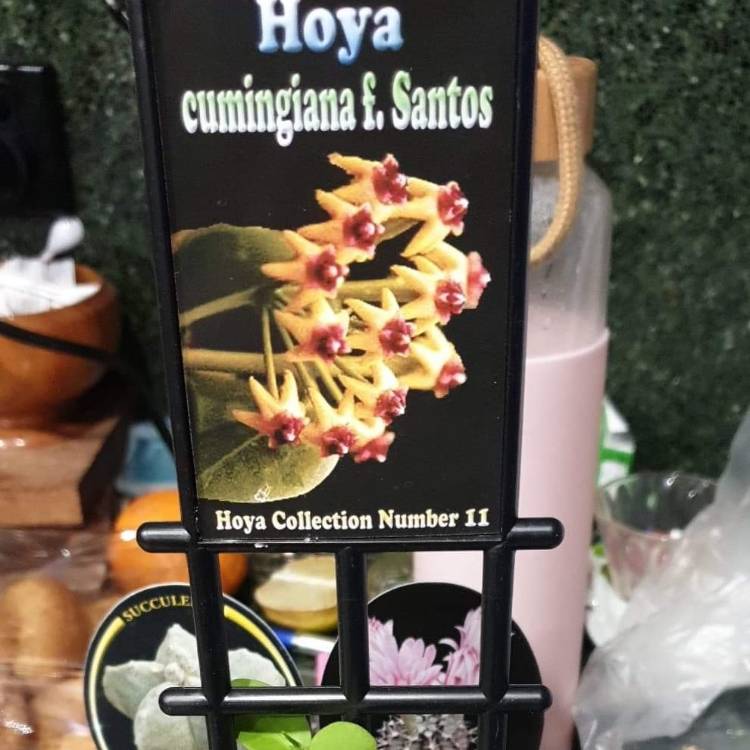 Hoya
cumingiana f. Santos
Hoya Collection Number 11